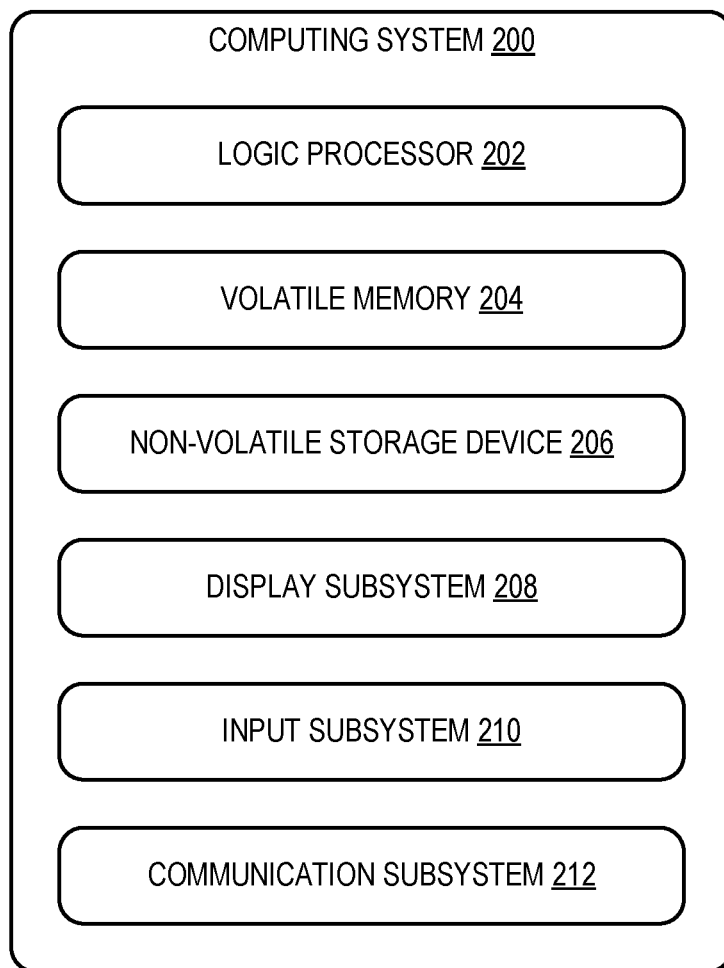 COMPUTING SYSTEM 200
LOGIC PROCESSOR 202
VOLATILE MEMORY 204
NON-VOLATILE STORAGE DEVICE 206
DISPLAY SUBSYSTEM 208
INPUT SUBSYSTEM 210
COMMUNICATION SUBSYSTEM 212